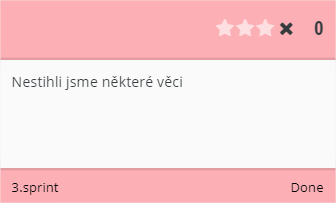 0
Nestihli jsme některé věci
3.sprint Done